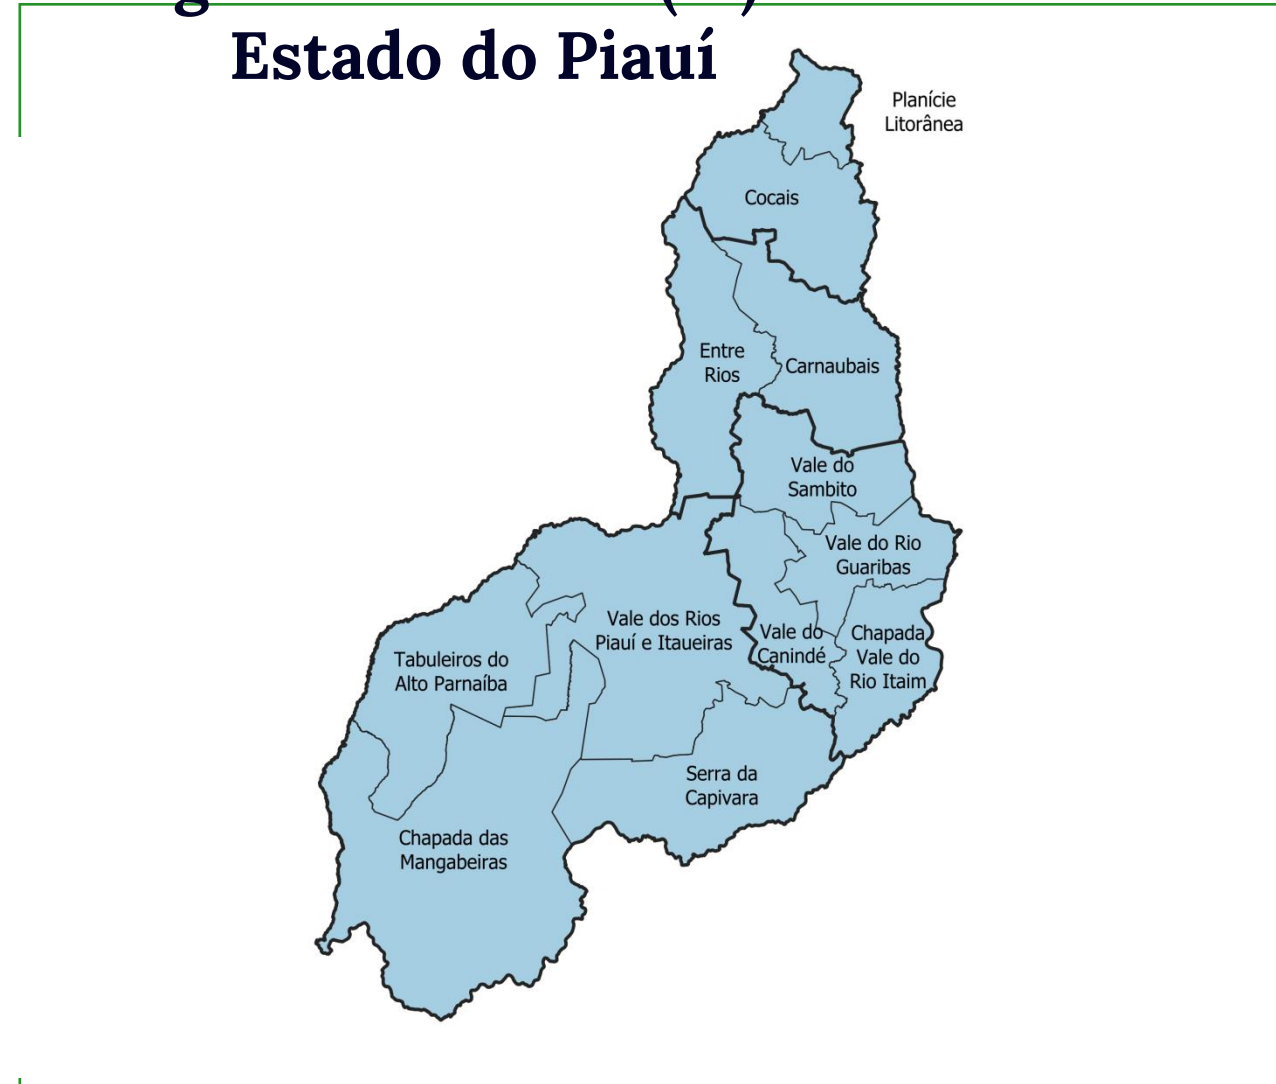 Estado do Piauí
Planície
Litorânea
Cocais
Entre
Rios
Carnaubais
Vale do
Sambito
Vale do Rio
Guaribas
Vale dos Rios
Piauí e Itaueiras
Vale do
Canindé
Chapada
Vale do
Rio Itaim
Tabuleiros do
Alto Parnaíba
Serra da
Capivara
Chapada das
Mangabeiras